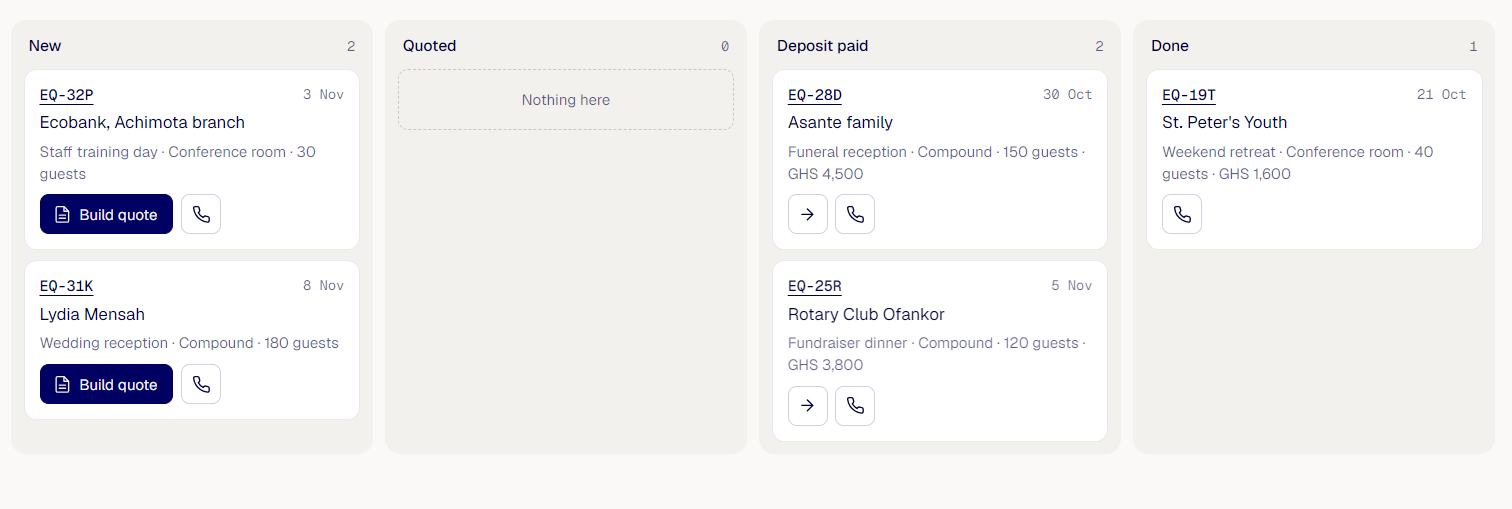 New 2
EQ-32P 3 Nov
Ecobank, Achimota branch
Staff training day · Conference room · 30
guests
Build quote
EQ-31K 8 Nov
Lydia Mensah
Wedding reception · Compound · 180 guests
Build quote
Quoted 0
Nothing here
Deposit paid 2
EQ-28D 30 Oct
Asante family
Funeral reception · Compound · 150 guests ·
GHS 4,500
EQ-25R 5 Nov
Rotary Club Ofankor
Fundraiser dinner · Compound · 120 guests ·
GHS 3,800
Done 1
EQ-19T 21 Oct
St. Peter's Youth
Weekend retreat · Conference room · 40
guests · GHS 1,600